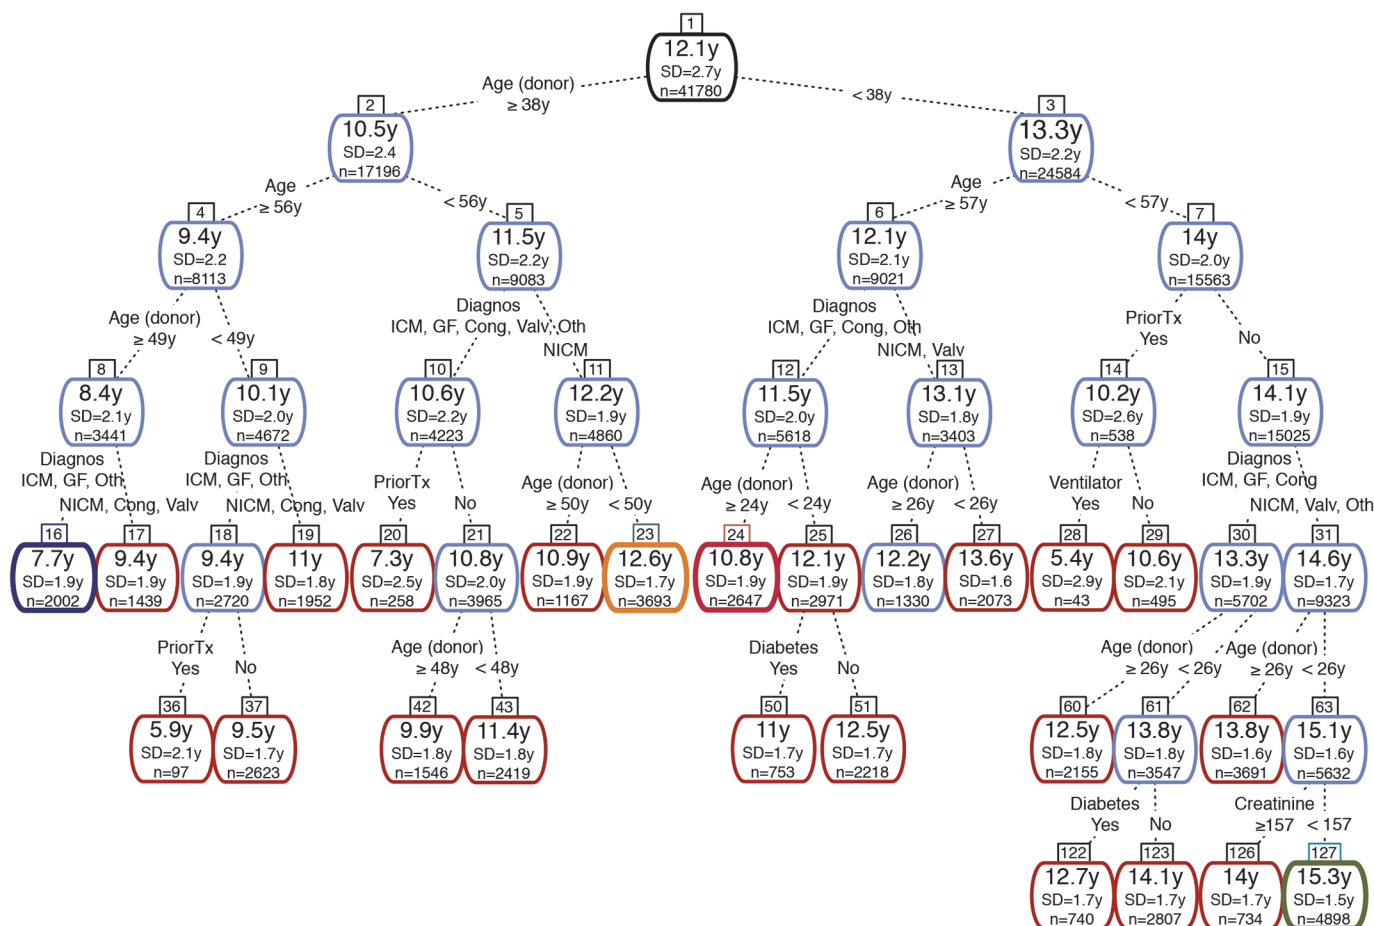 1
12.1y
SD=2.7y
n=41780
Age (donor)
≥ 38y
< 38y
2
10.5y
SD=2.4
n=17196
3
13.3y
SD=2.2y
n=24584
Age
≥ 56y
< 56y
Age
≥ 57y
< 57y
4
9.4y
SD=2.2
n=8113
5
11.5y
SD=2.2y
n=9083
6
12.1y
SD=2.1y
n=9021
7
14y
SD=2.0y
n=15563
Age (donor)
≥ 49y
< 49y
Diagnos
ICM, GF, Cong, Valv, Oth
NICM
Diagnos
ICM, GF, Cong, Oth
NICM, Valv
PriorTx
Yes
No
8
8.4y
SD=2.1y
n=3441
9
10.1y
SD=2.0y
n=4672
10
10.6y
SD=2.2y
n=4223
11
12.2y
SD=1.9y
n=4860
12
11.5y
SD=2.0y
n=5618
13
13.1y
SD=1.8y
n=3403
14
10.2y
SD=2.6y
n=538
15
14.1y
SD=1.9y
n=15025
Diagnos
ICM, GF, Oth
NICM, Cong, Valv
Diagnos
ICM, GF, Oth
NICM, Cong, Valv
PriorTx
Yes
No
Age (donor)
≥ 50y
< 50y
Age (donor)
≥ 24y
< 24y
Age (donor)
≥ 26y
< 26y
Ventilator
Yes
No
Diagnos
ICM, GF, Cong
NICM, Valv, Oth
16
7.7y
SD=1.9y
n=2002
17
9.4y
SD=1.9y
n=1439
18
9.4y
SD=1.9y
n=2720
19
11y
SD=1.8y
n=1952
20
7.3y
SD=2.5y
n=258
21
10.8y
SD=2.0y
n=3965
22
10.9y
SD=1.9y
n=1167
23
12.6y
SD=1.7y
n=3693
24
10.8y
SD=1.9y
n=2647
25
12.1y
SD=1.9y
n=2971
26
12.2y
SD=1.8y
n=1330
27
13.6y
SD=1.6
n=2073
28
5.4y
SD=2.9y
n=43
29
10.6y
SD=2.1y
n=495
30
13.3y
SD=1.9y
n=5702
31
14.6y
SD=1.7y
n=9323
PriorTx
Yes
No
Age (donor)
≥ 48y
< 48y
Diabetes
Yes
No
Age (donor)
≥ 26y
< 26y
Age (donor)
≥ 26y
< 26y
36
5.9y
SD=2.1y
n=97
37
9.5y
SD=1.7y
n=2623
42
9.9y
SD=1.8y
n=1546
43
11.4y
SD=1.8y
n=2419
50
11y
SD=1.7y
n=753
51
12.5y
SD=1.7y
n=2218
60
12.5y
SD=1.8y
n=2155
61
13.8y
SD=1.8y
n=3547
62
13.8y
SD=1.6y
n=3691
63
15.1y
SD=1.6y
n=5632
Diabetes
Yes
No
Creatinine
≥157
< 157
122
12.7y
SD=1.7y
n=740
123
14.1y
SD=1.7y
n=2807
126
14y
SD=1.7y
n=734
127
15.3y
SD=1.5y
n=4898